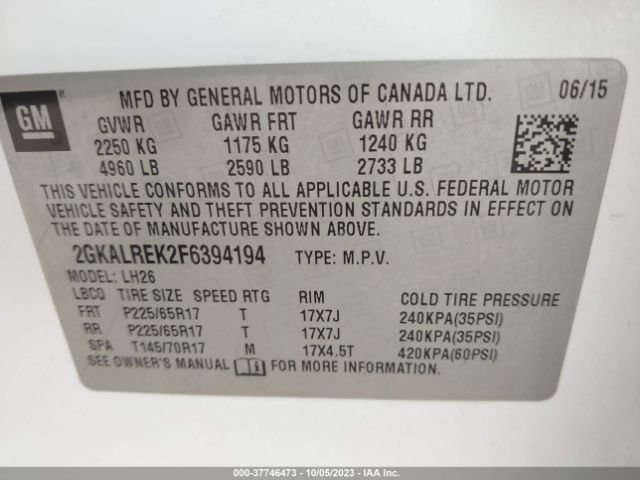 GM
MFD BY GENERAL MOTORS OF CANADA LTD. 06/15
GVWR GAWR FRT GAWR RR
2250 KG 1175 KG 1240 KG
4960 LB 2590 LB 2733 LB
THIS VEHICLE CONFORMS TO ALL APPLICABLE U.S. FEDERAL MOTOR
VEHICLE SAFETY AND THEFT PREVENTION STANDARDS IN EFFECT ON
THE DATE OF MANUFACTURE SHOWN ABOVE.
2GKALREK2F6394194 TYPE: M.P.V.
MODEL: LH26
LBCQ TIRE SIZE SPEED RTG RIM COLD TIRE PRESSURE
FRT P225/65R17 T 17X7J 240KPA(35PSI)
RR P225/65R17 T 17X7J 240KPA(35PSI)
SPA T145/70R17 M 17X4.5T 420KPA(60PSI)
SEE OWNER'S MANUAL FOR MORE INFORMATION.
000-37746473 - 10/05/2023 - IAA Inc.